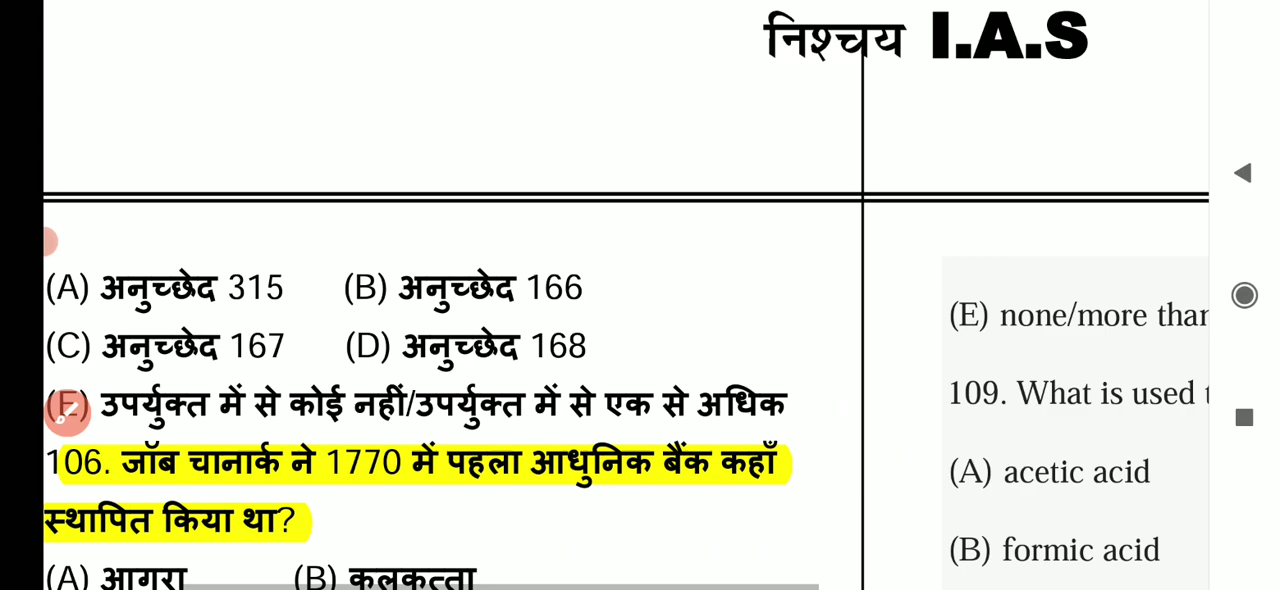 निश्चय I.A.S
(A) अनुच्छेद 315 (B) अनुच्छेद 166
(C) अनुच्छेद 167 (D) अनुच्छेद 168
(E) उपर्युक्त में से कोई नहीं/उपर्युक्त में से एक से अधिक
106. जॉब चानार्क ने 1770 में पहला आधुनिक बैंक कहाँ
स्थापित किया था?
(A) आगरा (B) कलकत्ता
(E) none/more than
109. What is used
(A) acetic acid
(B) formic acid